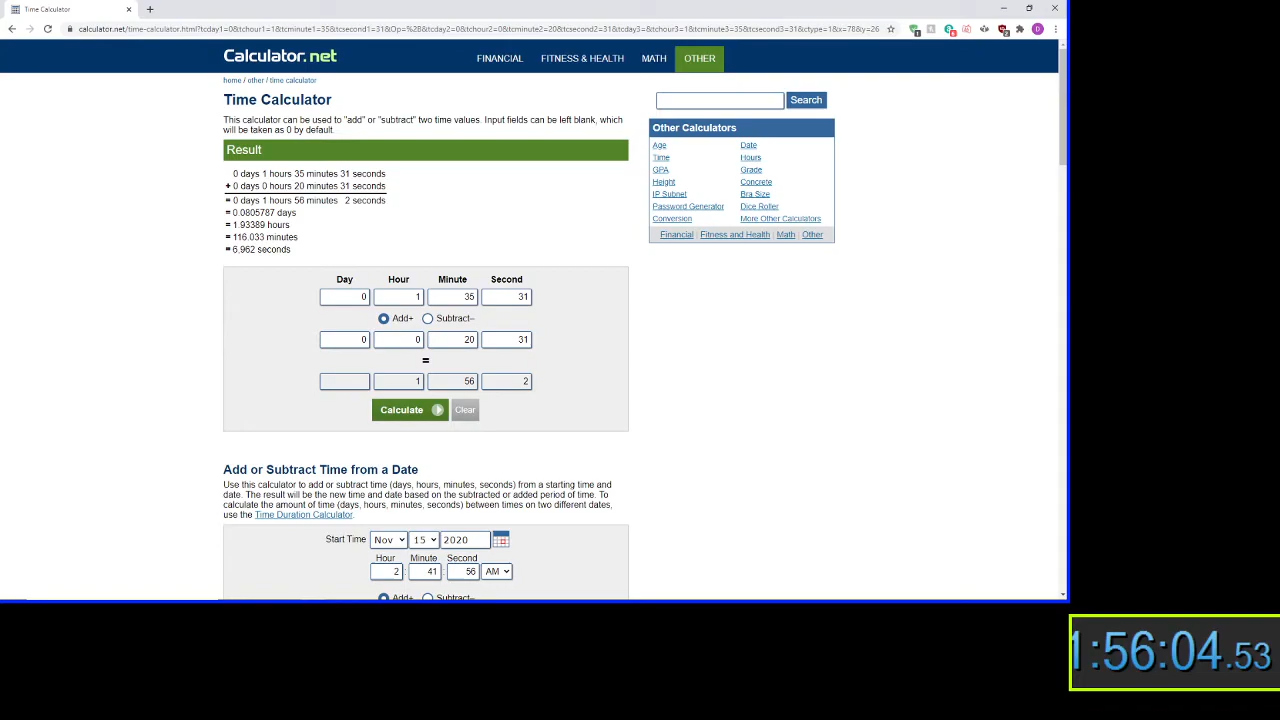 Time Calculator
calculator.net/time-calculator.html?tcday1=0&tchour1=1&tcminute1=35&tcsecond1=31&Op=%2B&tcday2=0&tchour2=0&tcminute2=20&tcsecond2=31&tcday3=&tchour3=1&tcminute3=35&tcsecond3=31&ctype=1&x=78&y=26
Calculator.net
FINANCIAL FITNESS & HEALTH MATH OTHER
home / other / time calculator
Time Calculator
This calculator can be used to "add" or "subtract" two time values. Input fields can be left blank, which
will be taken as 0 by default.
Result
0 days 1 hours 35 minutes 31 seconds
+ 0 days 0 hours 20 minutes 31 seconds
= 0 days 1 hours 56 minutes 2 seconds
= 0.0805787 days
= 1.93389 hours
= 116.033 minutes
= 6,962 seconds
Day Hour Minute Second
0 1 35 31
Add+ Subtract–
0 0 20 31
=
1 56 2
Calculate Clear
Add or Subtract Time from a Date
Use this calculator to add or subtract time (days, hours, minutes, seconds) from a starting time and
date. The result will be the new time and date based on the subtracted or added period of time. To
calculate the amount of time (days, hours, minutes, seconds) between times on two different dates,
use the Time Duration Calculator.
Start Time Nov 15 2020
Hour Minute Second
2 : 41 : 56 AM
Add+ Subtract–
Search
Other Calculators
Age Date
Time Hours
GPA Grade
Height Concrete
IP Subnet Bra Size
Password Generator Dice Roller
Conversion More Other Calculators
Financial | Fitness and Health | Math | Other
1:56:04.53